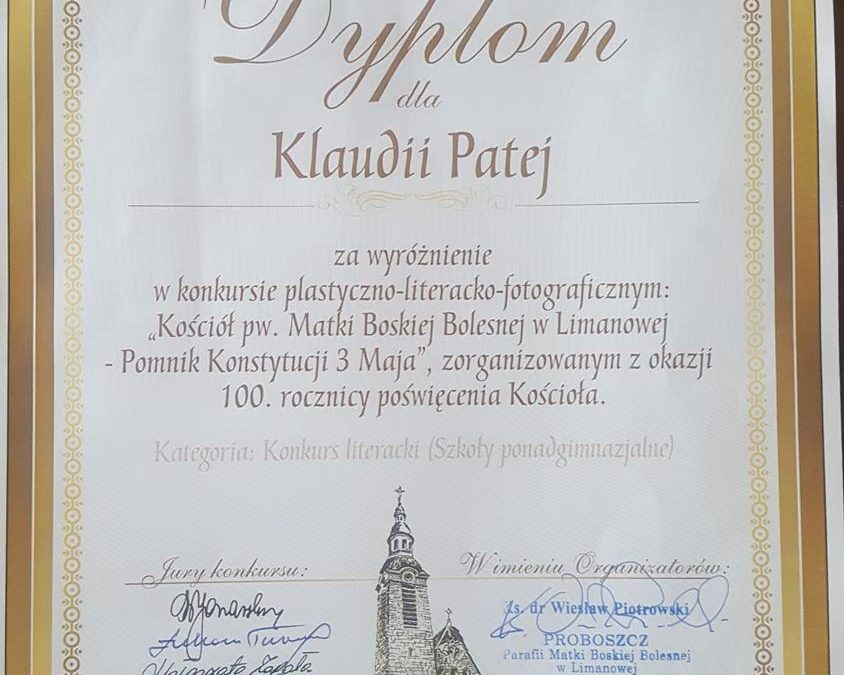 Dyplom
dla
Klaudii Patej
za wyróżnienie
w konkursie plastyczno-literacko-fotograficznym:
„Kościół pw. Matki Boskiej Bolesnej w Limanowej
- Pomnik Konstytucji 3 Maja”, zorganizowanym z okazji
100. rocznicy poświęcenia Kościoła.
Kategoria: Konkurs literacki (Szkoły ponadgimnazjalne)
Jury konkursu:
W imieniu Organizatorów:
ks. dr Wiesław Piotrowski
PROBOSZCZ
Parafii Matki Boskiej Bolesnej
w Limanowej